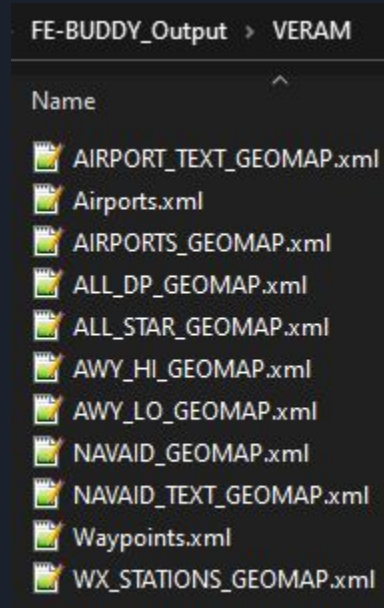 FE-BUDDY_Output > VERAM
Name
AIRPORT_TEXT_GEOMAP.xml
Airports.xml
AIRPORTS_GEOMAP.xml
ALL_DP_GEOMAP.xml
ALL_STAR_GEOMAP.xml
AWY_HI_GEOMAP.xml
AWY_LO_GEOMAP.xml
NAVAID_GEOMAP.xml
NAVAID_TEXT_GEOMAP.xml
Waypoints.xml
WX_STATIONS_GEOMAP.xml